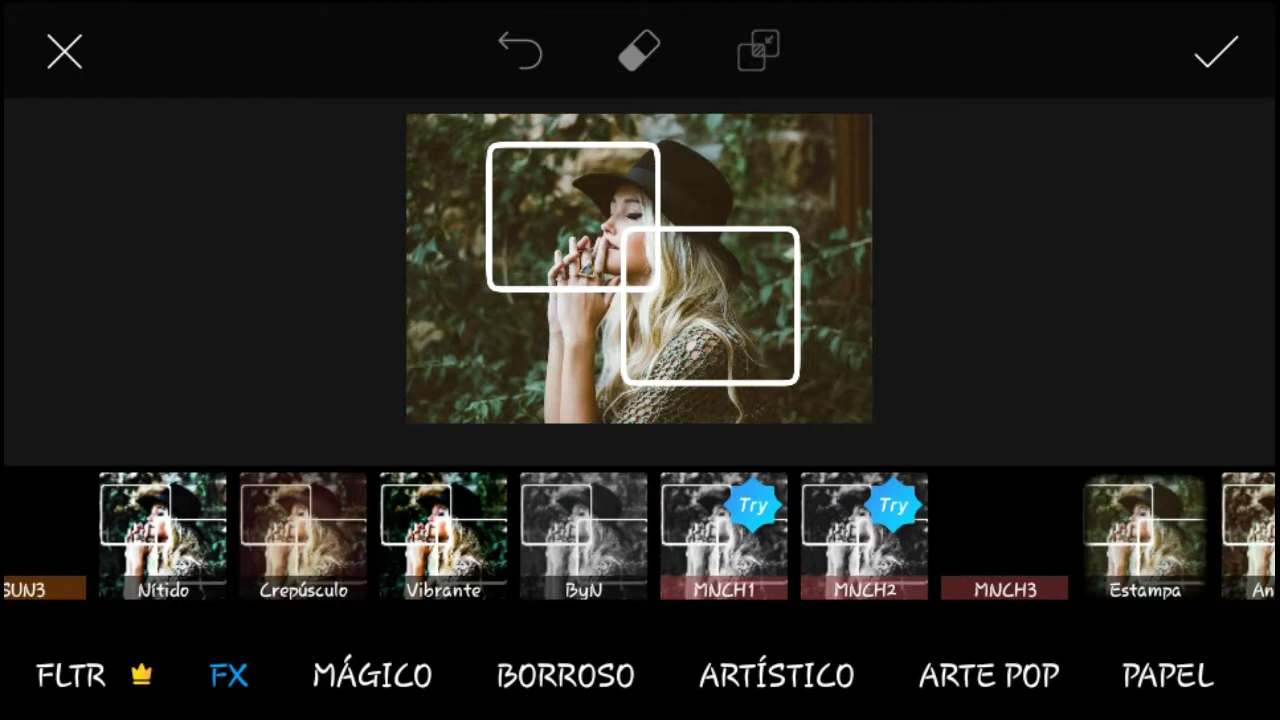 Try
Try
SUN3
Nítido
Crepúsculo
Vibrante
ByN
MNCH1
MNCH2
MNCH3
Estampa
An
FLTR
FX
MÁGICO
BORROSO
ARTÍSTICO
ARTE POP
PAPEL